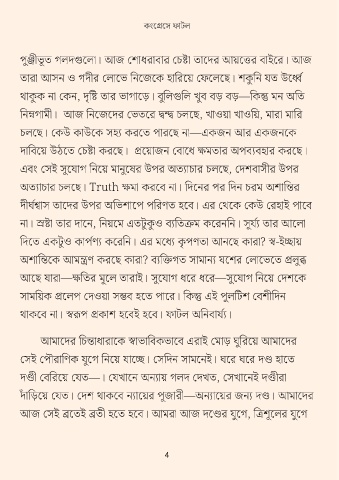 কংগ্রেসে ফাটল
পুঞ্জীভূত গলদগুলো। আজ শোধরাবার চেষ্টা তাদের আয়ত্তের বাইরে। আজ
তারা আসন ও গদীর লোভে নিজেকে হারিয়ে ফেলেছে। শকুনি যত উর্ধ্বে
থাকুক না কেন, দৃষ্টি তার ভাগাড়ে। বুলিগুলি খুব বড় বড়—কিন্তু মন অতি
নিম্নগামী। আজ নিজেদের ভেতরে দ্বন্দ্ব চলছে, খাওয়া খাওয়ি, মারা মারি
চলছে। কেউ কাউকে সহ্য করতে পারছে না—একজন আর একজনকে
দাবিয়ে উঠতে চেষ্টা করছে। প্রয়োজন বোধে ক্ষমতার অপব্যবহার করছে।
এবং সেই সুযোগ নিয়ে মানুষের উপর অত্যাচার চলছে, দেশবাসীর উপর
অত্যাচার চলছে। Truth ক্ষমা করবে না। দিনের পর দিন চরম অশান্তির
দীর্ঘশ্বাস তাদের উপর অভিশাপে পরিণত হবে। এর থেকে কেউ রেহাই পাবে
না। স্রষ্টা তার দানে, নিয়মে এতটুকুও ব্যতিক্রম করেননি। সূর্য্য তার আলো
দিতে একটুও কার্পণ্য করেনি। এর মধ্যে কৃপণতা আনছে কারা? স্ব-ইচ্ছায়
অশান্তিকে আমন্ত্রণ করছে কারা? ব্যক্তিগত সামান্য যশের লোভেতে প্রলুব্ধ
আছে যারা—ক্ষতির মূলে তারাই। সুযোগ ধরে ধরে—সুযোগ নিয়ে দেশকে
সাময়িক প্রলেপ দেওয়া সম্ভব হতে পারে। কিন্তু এই পুলটিশ বেশীদিন
থাকবে না। স্বরূপ প্রকাশ হবেই হবে। ফাটল অনিবার্য্য।
আমাদের চিন্তাধারাকে স্বাভাবিকভাবে এরাই মোড় ঘুরিয়ে আমাদের
সেই পৌরাণিক যুগে নিয়ে যাচ্ছে। সেদিন সামনেই। ঘরে ঘরে দণ্ড হাতে
দণ্ডী বেরিয়ে যেত—। যেখানে অন্যায় গলদ দেখত, সেখানেই দণ্ডীরা
দাঁড়িয়ে যেত। দেশ থাকবে ন্যায়ের পূজারী—অন্যায়ের জন্য দণ্ড। আমাদের
আজ সেই ব্রতেই ব্রতী হতে হবে। আমরা আজ দণ্ডের যুগে, ত্রিশূলের যুগে
4